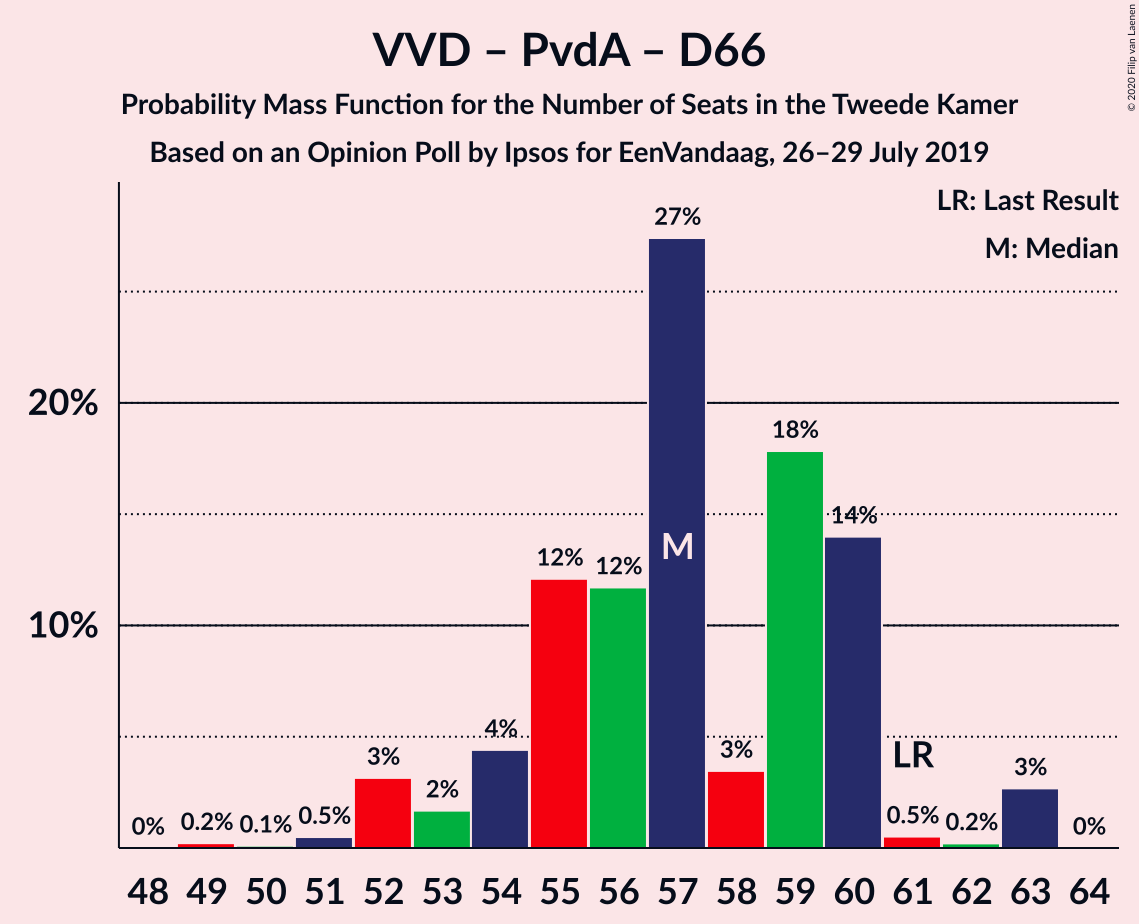 VVD – PvdA – D66
Probability Mass Function for the Number of Seats in the Tweede Kamer
Based on an Opinion Poll by Ipsos for EenVandaag, 26–29 July 2019
© 2020 Filip van Laenen
LR: Last Result
M: Median
27%
20%
18%
14%
M
12% 12%
10%
4% LR
3% 3% 3%
2%
0% 0.2% 0.1% 0.5% 0.5% 0.2% 0%
48 49 50 51 52 53 54 55 56 57 58 59 60 61 62 63 64